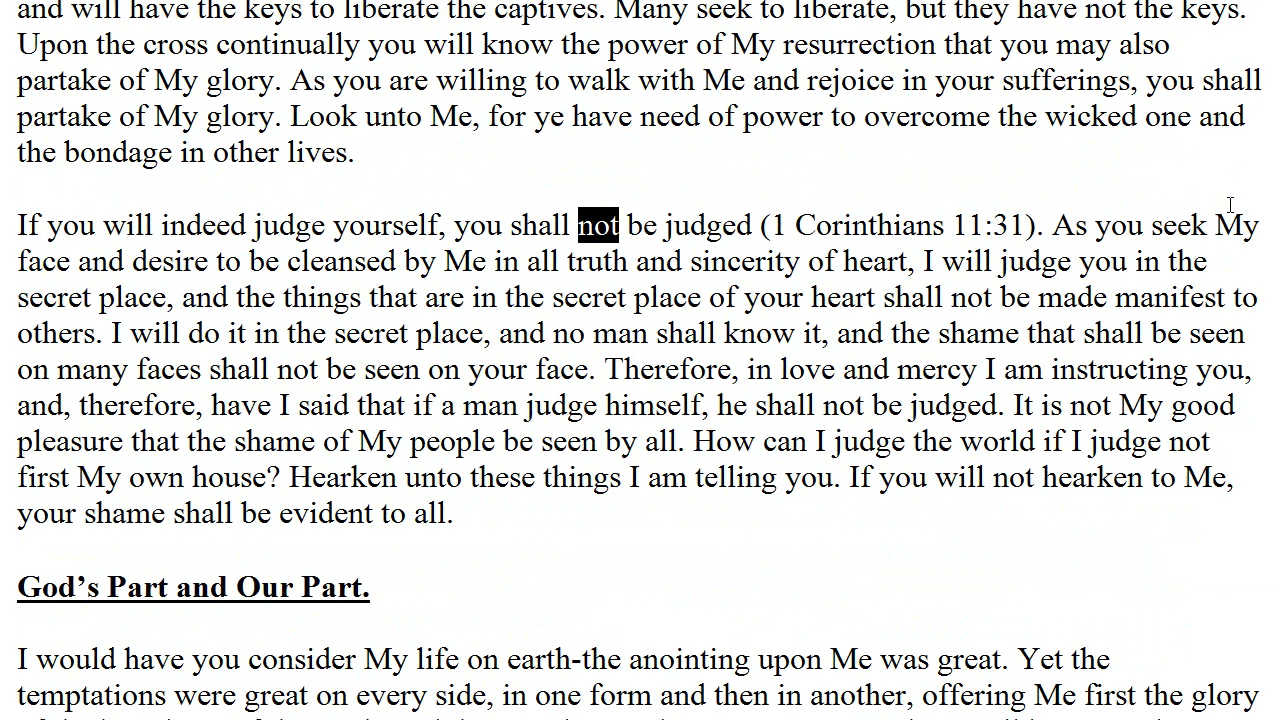 and will have the keys to liberate the captives. Many seek to liberate, but they have not the keys.
Upon the cross continually you will know the power of My resurrection that you may also
partake of My glory. As you are willing to walk with Me and rejoice in your sufferings, you shall
partake of My glory. Look unto Me, for ye have need of power to overcome the wicked one and
the bondage in other lives.
If you will indeed judge yourself, you shall not be judged (1 Corinthians 11:31). As you seek My
face and desire to be cleansed by Me in all truth and sincerity of heart, I will judge you in the
secret place, and the things that are in the secret place of your heart shall not be made manifest to
others. I will do it in the secret place, and no man shall know it, and the shame that shall be seen
on many faces shall not be seen on your face. Therefore, in love and mercy I am instructing you,
and, therefore, have I said that if a man judge himself, he shall not be judged. It is not My good
pleasure that the shame of My people be seen by all. How can I judge the world if I judge not
first My own house? Hearken unto these things I am telling you. If you will not hearken to Me,
your shame shall be evident to all.
God’s Part and Our Part.
I would have you consider My life on earth-the anointing upon Me was great. Yet the
temptations were great on every side, in one form and then in another, offering Me first the glory